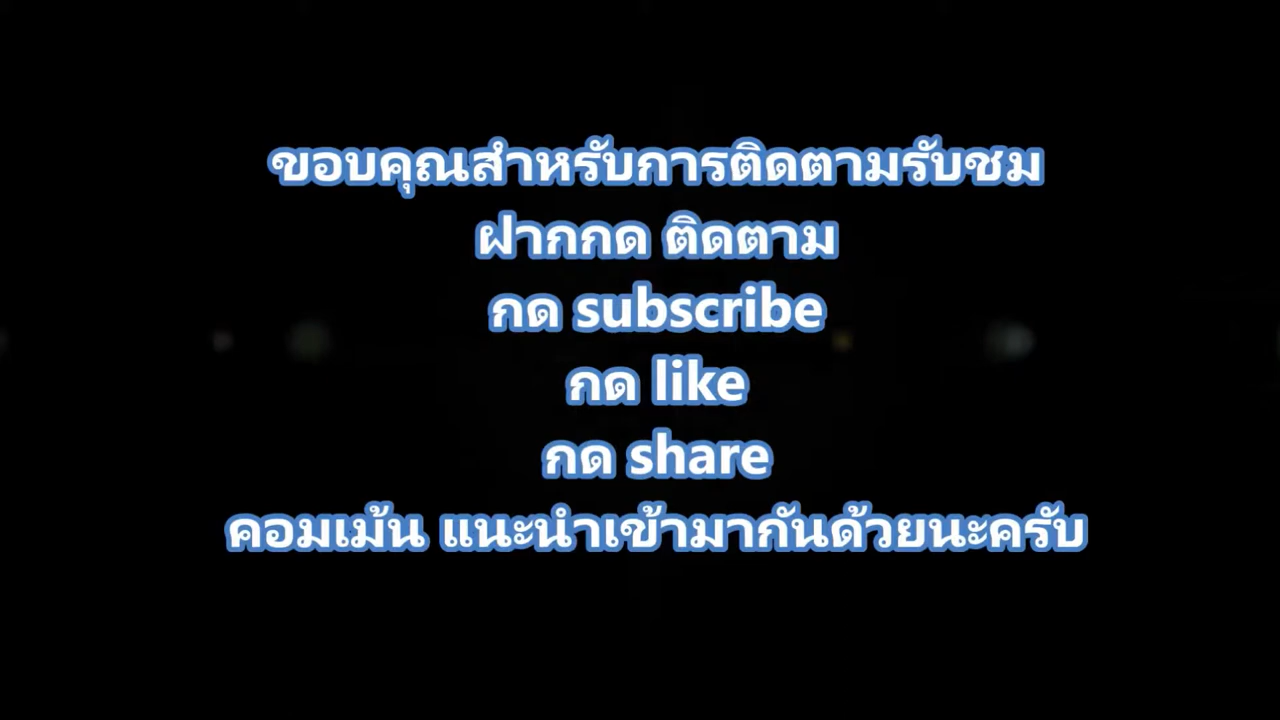 ขอบคุณสำหรับการติดตามรับชม
ฝากกด ติดตาม
กด subscribe
กด like
กด share
คอมเม้น แนะนำเข้ามากันด้วยนะครับ